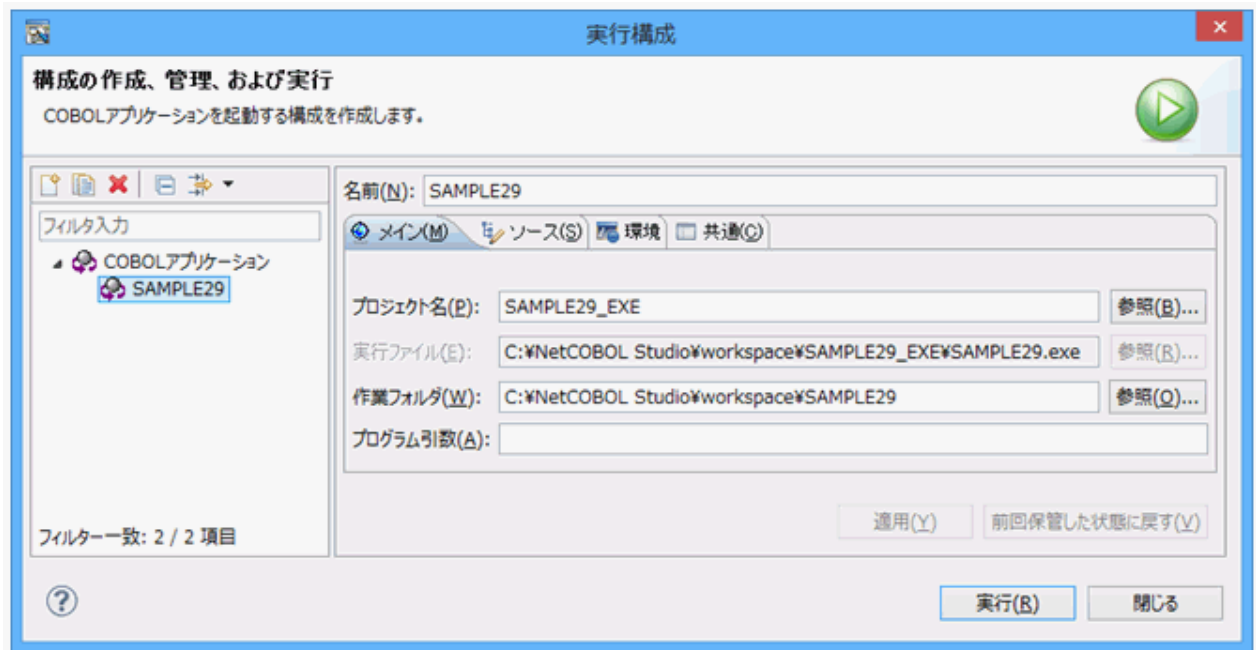 実行構成
構成の作成、管理、および実行
COBOLアプリケーションを起動する構成を作成します。
名前(N): SAMPLE29
フィルタ入力
メイン(M) ソース(S) 環境 共通(C)
COBOLアプリケーション
SAMPLE29
プロジェクト名(P): SAMPLE29_EXE 参照(B)...
実行ファイル(E): C:¥NetCOBOL Studio¥workspace¥SAMPLE29_EXE¥SAMPLE29.exe 参照(R)...
作業フォルダ(W): C:¥NetCOBOL Studio¥workspace¥SAMPLE29 参照(O)...
プログラム引数(A):
適用(Y) 前回保管した状態に戻す(V)
フィルター一致: 2 / 2 項目
実行(R) 閉じる